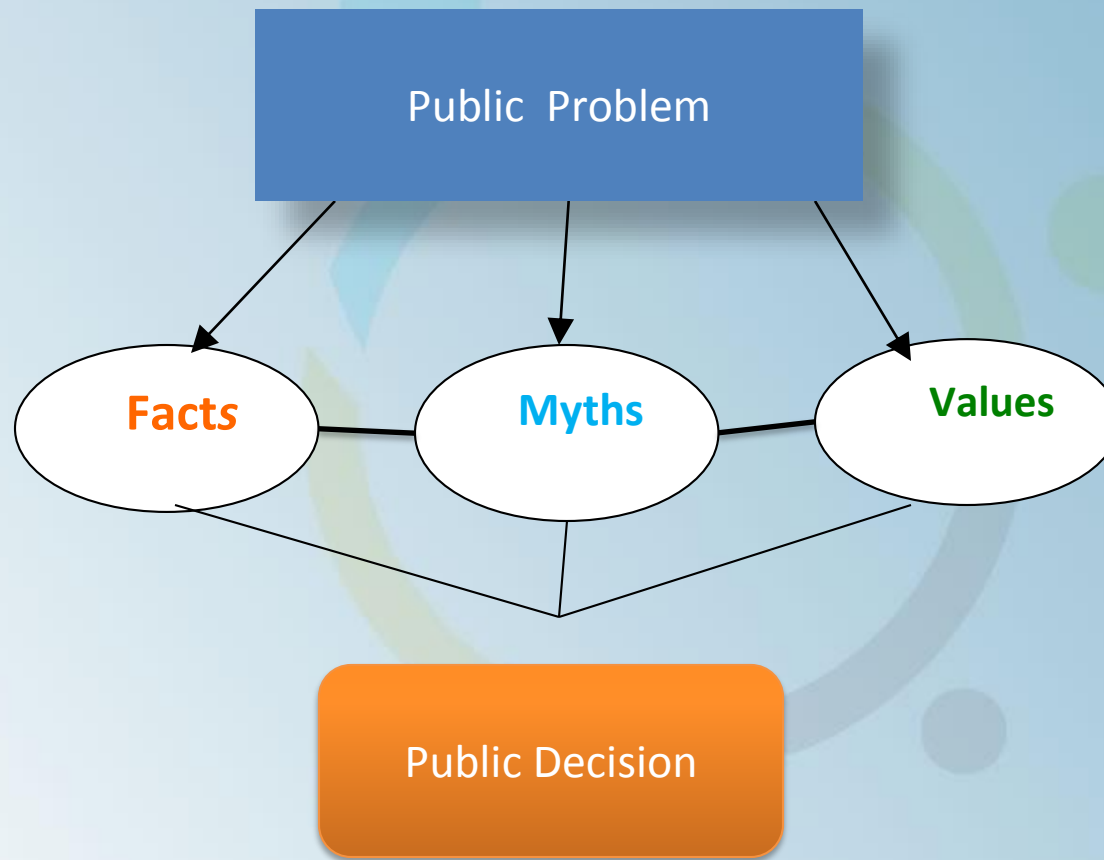 Public  Problem
Facts
Myths
Values
Public Decision